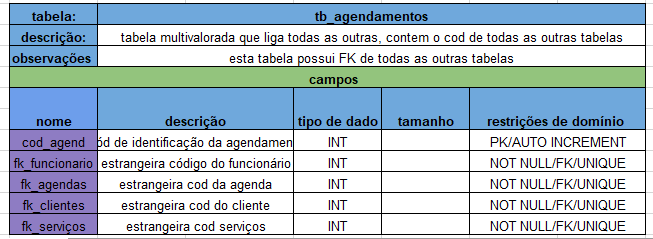 tabela: tb_agendamentos
descrição: tabela multivalorada que liga todas as outras, contem o cod de todas as outras tabelas
observações esta tabela possui FK de todas as outras tabelas
campos
nome descrição tipo de dado tamanho restrições de domínio
cod_agend ód de identificação da agendamen INT PK/AUTO INCREMENT
fk_funcionario estrangeira código do funcionário INT NOT NULL/FK/UNIQUE
fk_agendas estrangeira cod da agenda INT NOT NULL/FK/UNIQUE
fk_clientes estrangeira cod do cliente INT NOT NULL/FK/UNIQUE
fk_serviços estrangeira cod serviços INT NOT NULL/FK/UNIQUE